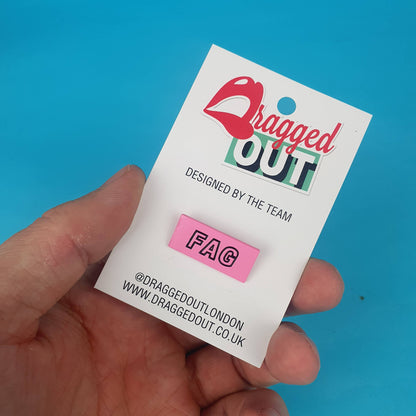 Dragged
OUT
DESIGNED BY THE TEAM
FAG
@DRAGGEDOUTLONDON
WWW.DRAGGEDOUT.CO.UK